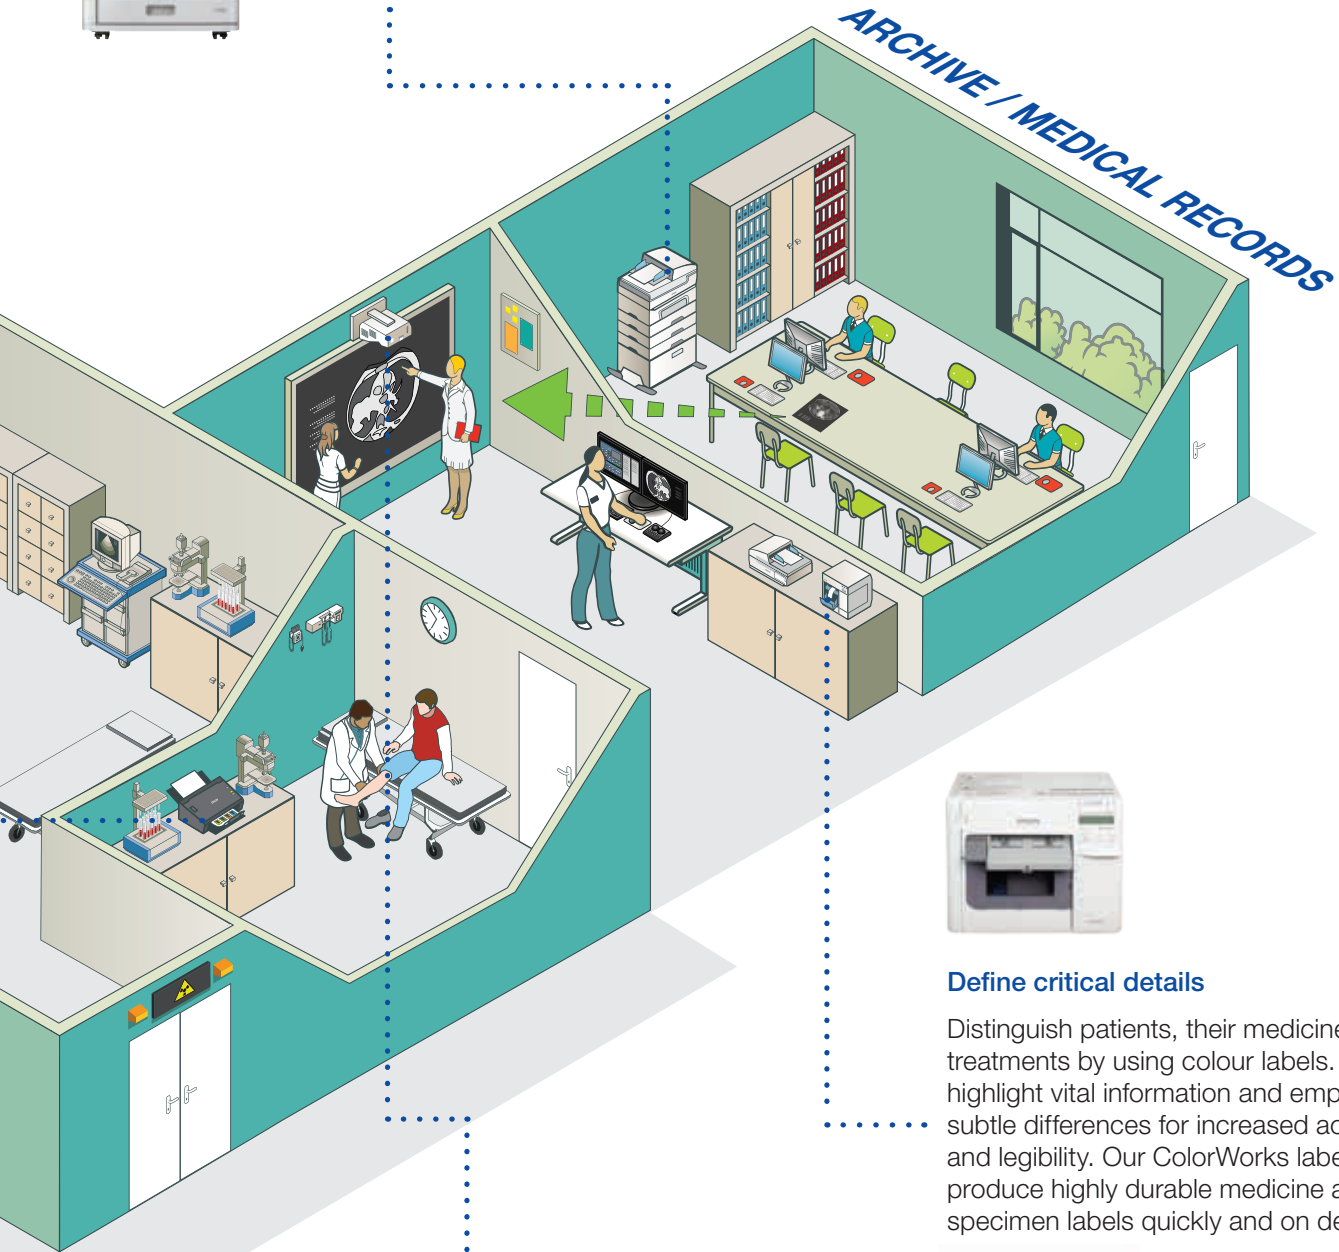 ARCHIVE / MEDICAL RECORDS
Define critical details
Distinguish patients, their medicine
treatments by using colour labels.
highlight vital information and emp
subtle differences for increased ac
and legibility. Our ColorWorks labe
produce highly durable medicine a
specimen labels quickly and on de